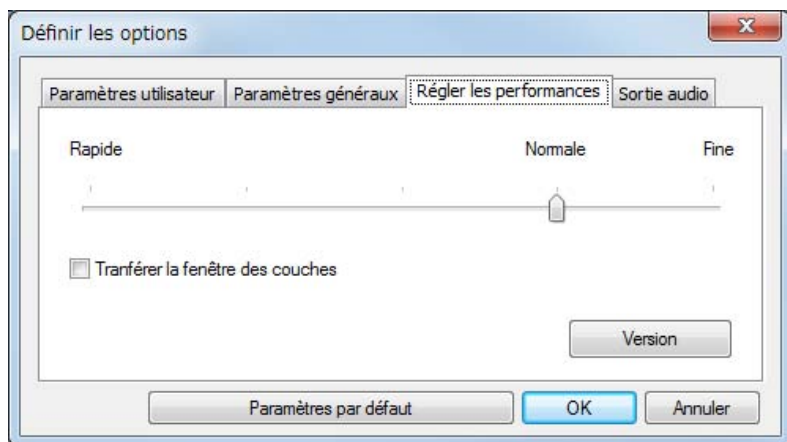 Définir les options
Paramètres utilisateur Paramètres généraux Régler les performances Sortie audio
Rapide Normale Fine
Tranférer la fenêtre des couches
Version
Paramètres par défaut OK Annuler